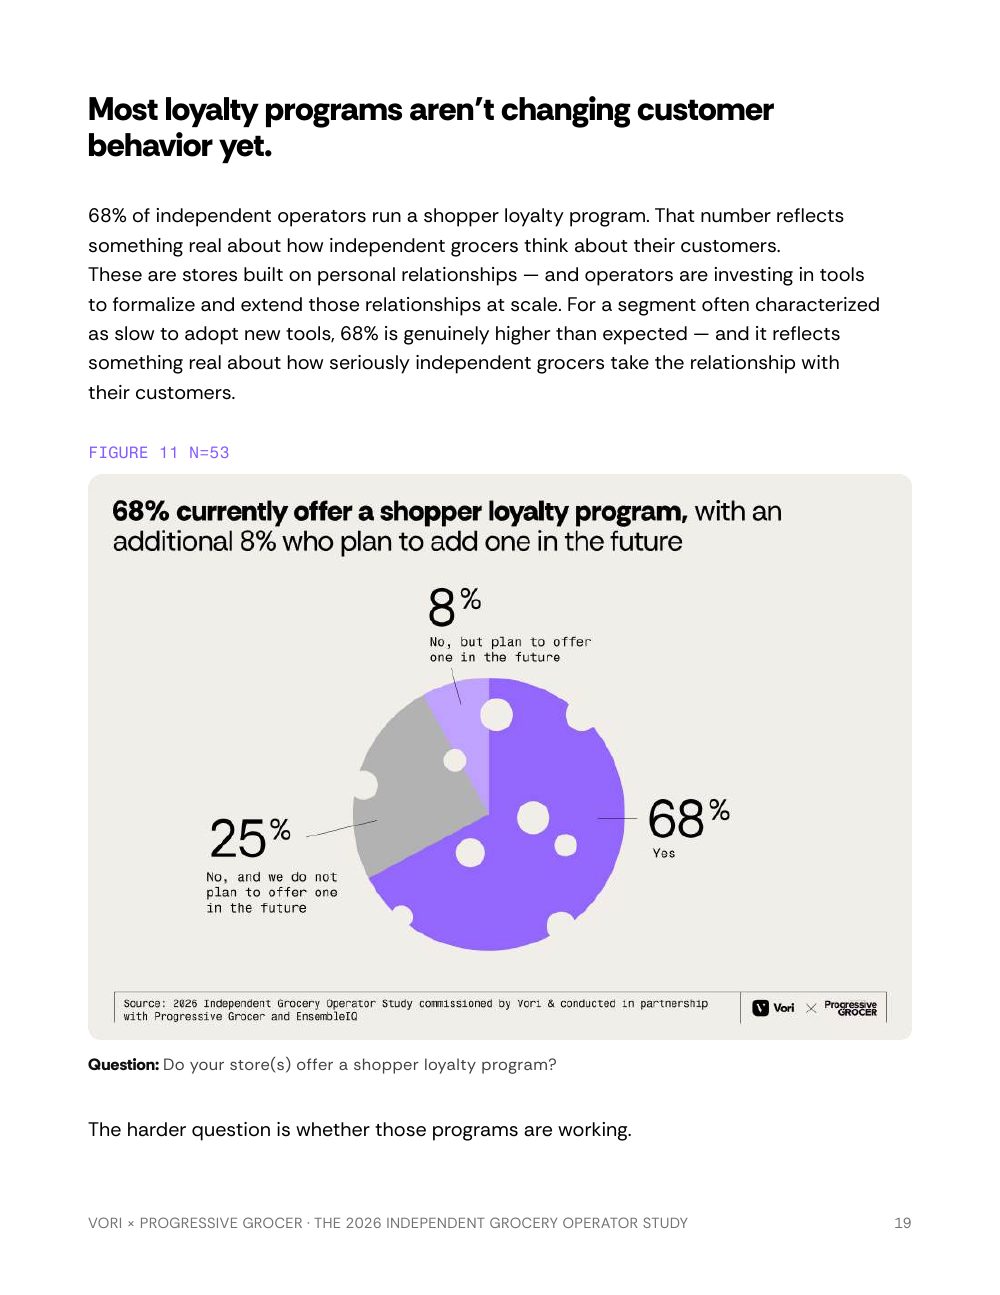 Most loyalty programs aren't changing customer
behavior yet.
68% of independent operators run a shopper loyalty program. That number reflects
something real about how independent grocers think about their customers.
These are stores built on personal relationships — and operators are investing in tools
to formalize and extend those relationships at scale. For a segment often characterized
as slow to adopt new tools, 68% is genuinely higher than expected — and it reflects
something real about how seriously independent grocers take the relationship with
their customers.
FIGURE 11 N=53
68% currently offer a shopper loyalty program, with an
additional 8% who plan to add one in the future
8%
No, but plan to offer
one in the future
68%
Yes
25%
No, and we do not
plan to offer one
in the future
Source: 2026 Independent Grocery Operator Study commissioned by Vori & conducted in partnership
with Progressive Grocer and EnsembleIQ
Vori × Progressive
GROCER
Question: Do your store(s) offer a shopper loyalty program?
The harder question is whether those programs are working.
VORI × PROGRESSIVE GROCER · THE 2026 INDEPENDENT GROCERY OPERATOR STUDY 19